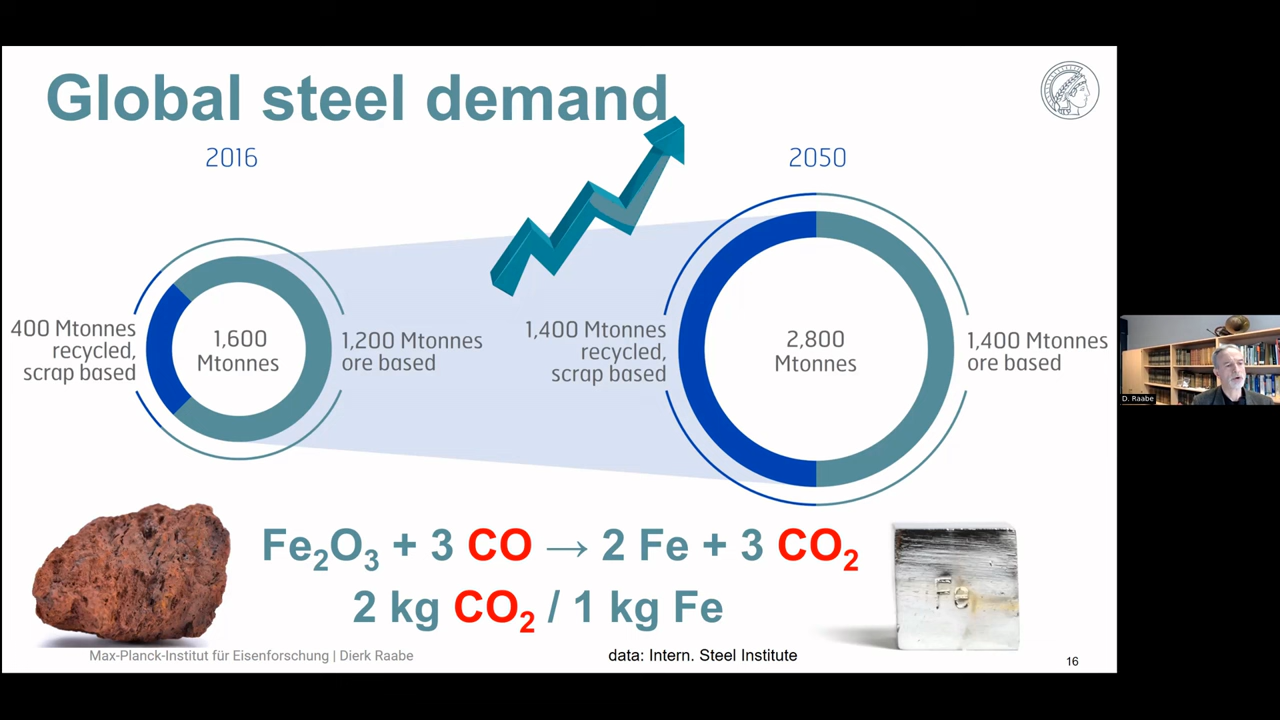 Global steel demand
2016
2050
400 Mtonnes
recycled,
scrap based
1,600
Mtonnes
1,200 Mtonnes
ore based
1,400 Mtonnes
recycled,
scrap based
2,800
Mtonnes
1,400 Mtonnes
ore based
D. Raabe
Fe₂O₃ + 3 CO → 2 Fe + 3 CO₂
2 kg CO₂ / 1 kg Fe
Fe
Max-Planck-Institut für Eisenforschung | Dierk Raabe
data: Intern. Steel Institute
16